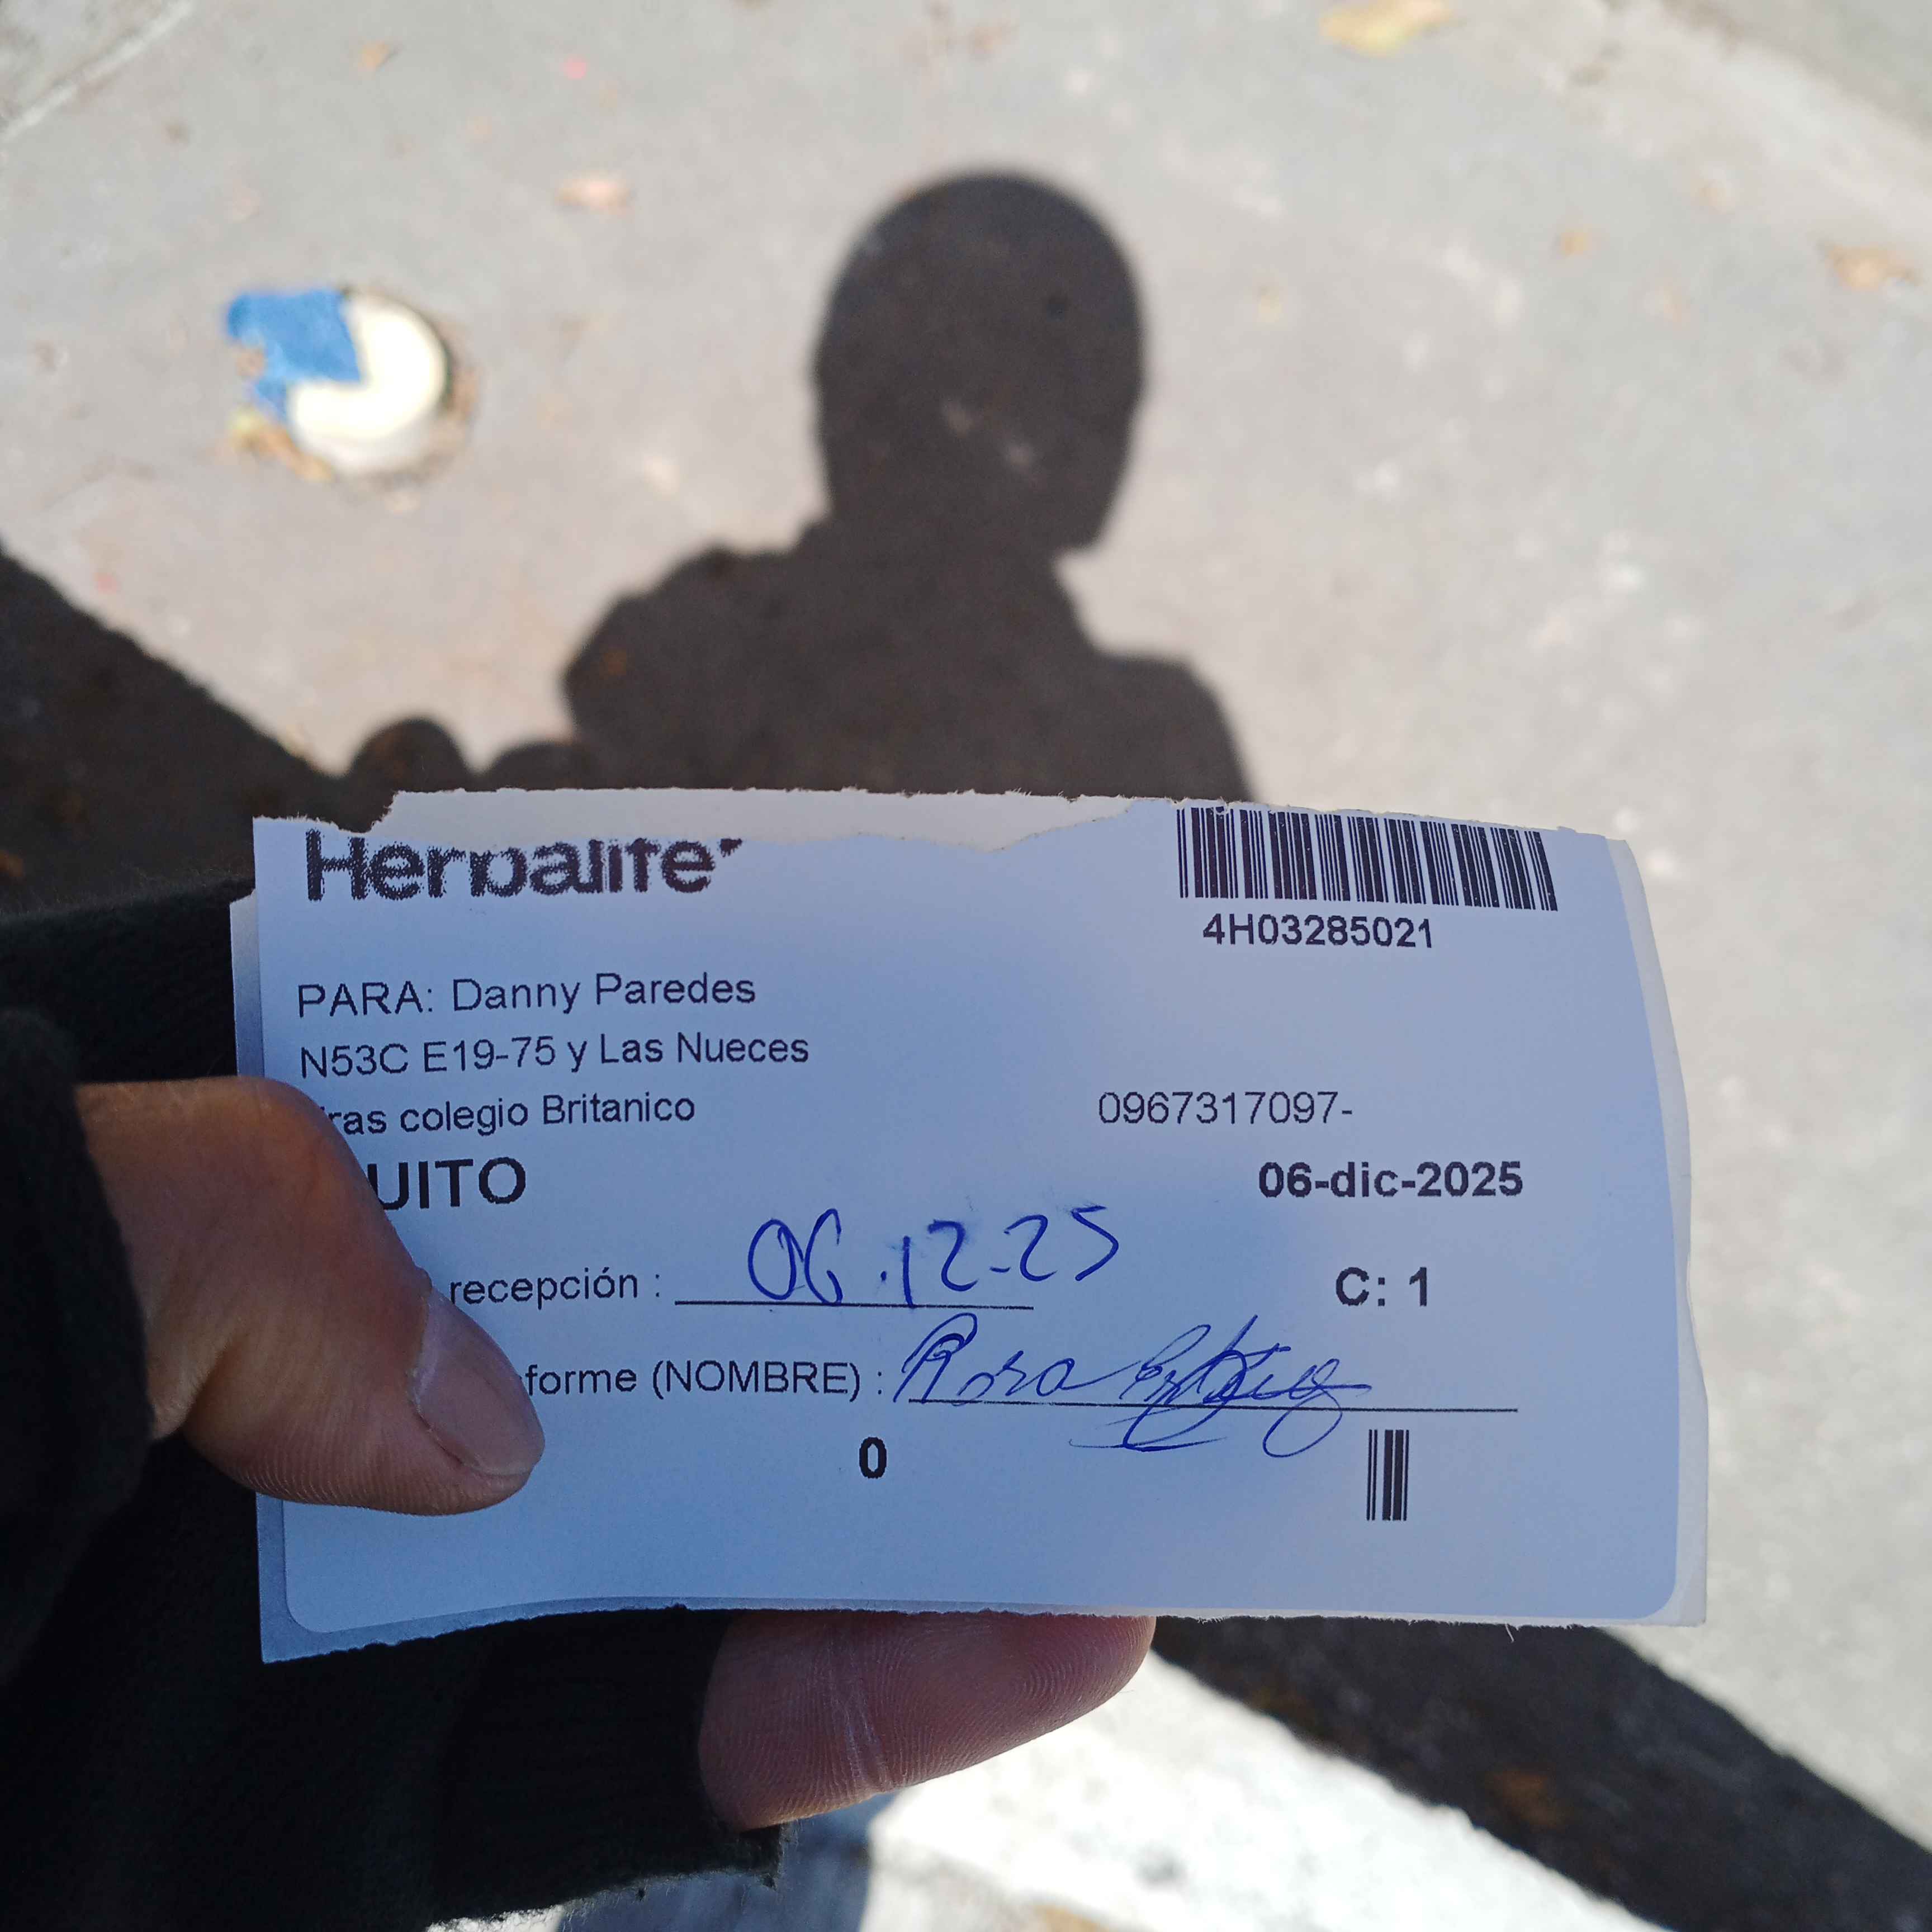 Herbalife
4H03285021
PARA: Danny Paredes
N53C E19-75 y Las Nueces
ras colegio Britanico 0967317097-
UITO 06-dic-2025
recepción : 06.12-25 C: 1
forme (NOMBRE) : Rosa
0